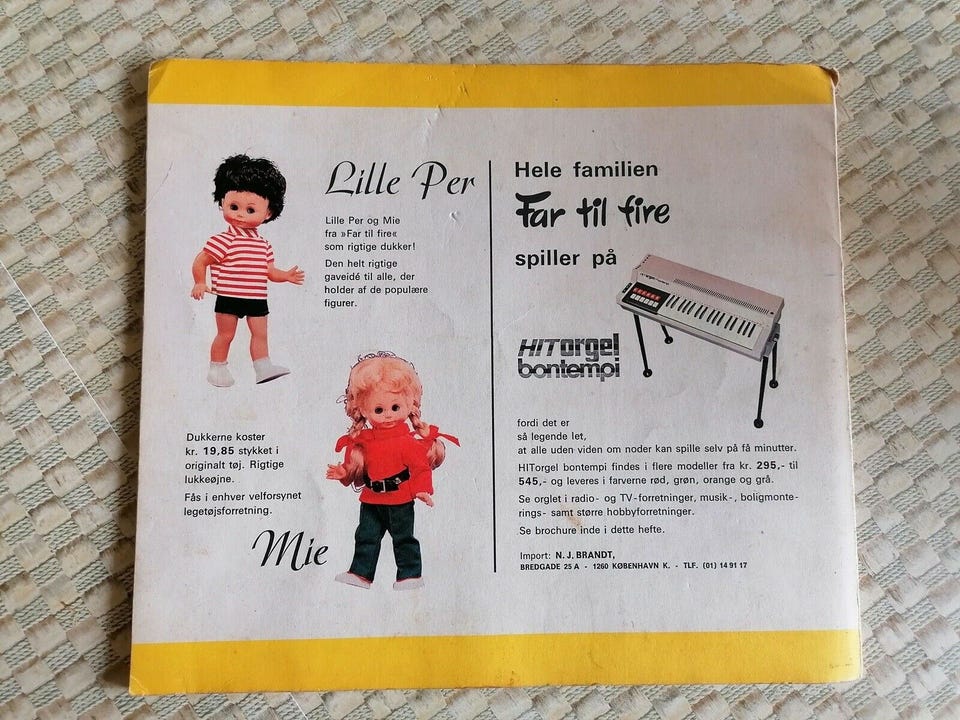 Lille Per
Lille Per og Mie
fra »Far til fire«
som rigtige dukker!
Den helt rigtige
gaveidé til alle, der
holder af de populære
figurer.
Dukkerne koster
kr. 19,85 stykket i
originalt tøj. Rigtige
lukkeøjne.
Fås i enhver velforsynet
legetøjsforretning.
Mie
Hele familien
Far til fire
spiller på
HITorgel
bontempi
fordi det er
så legende let,
at alle uden viden om noder kan spille selv på få minutter.
HITorgel bontempi findes i flere modeller fra kr. 295,- til
545,- og leveres i farverne rød, grøn, orange og grå.
Se orglet i radio- og TV-forretninger, musik-, boligmonte-
rings- samt større hobbyforretninger.
Se brochure inde i dette hefte.
Import: N. J. BRANDT,
BREDGADE 25 A - 1260 KØBENHAVN K. - TLF. (01) 14 91 17